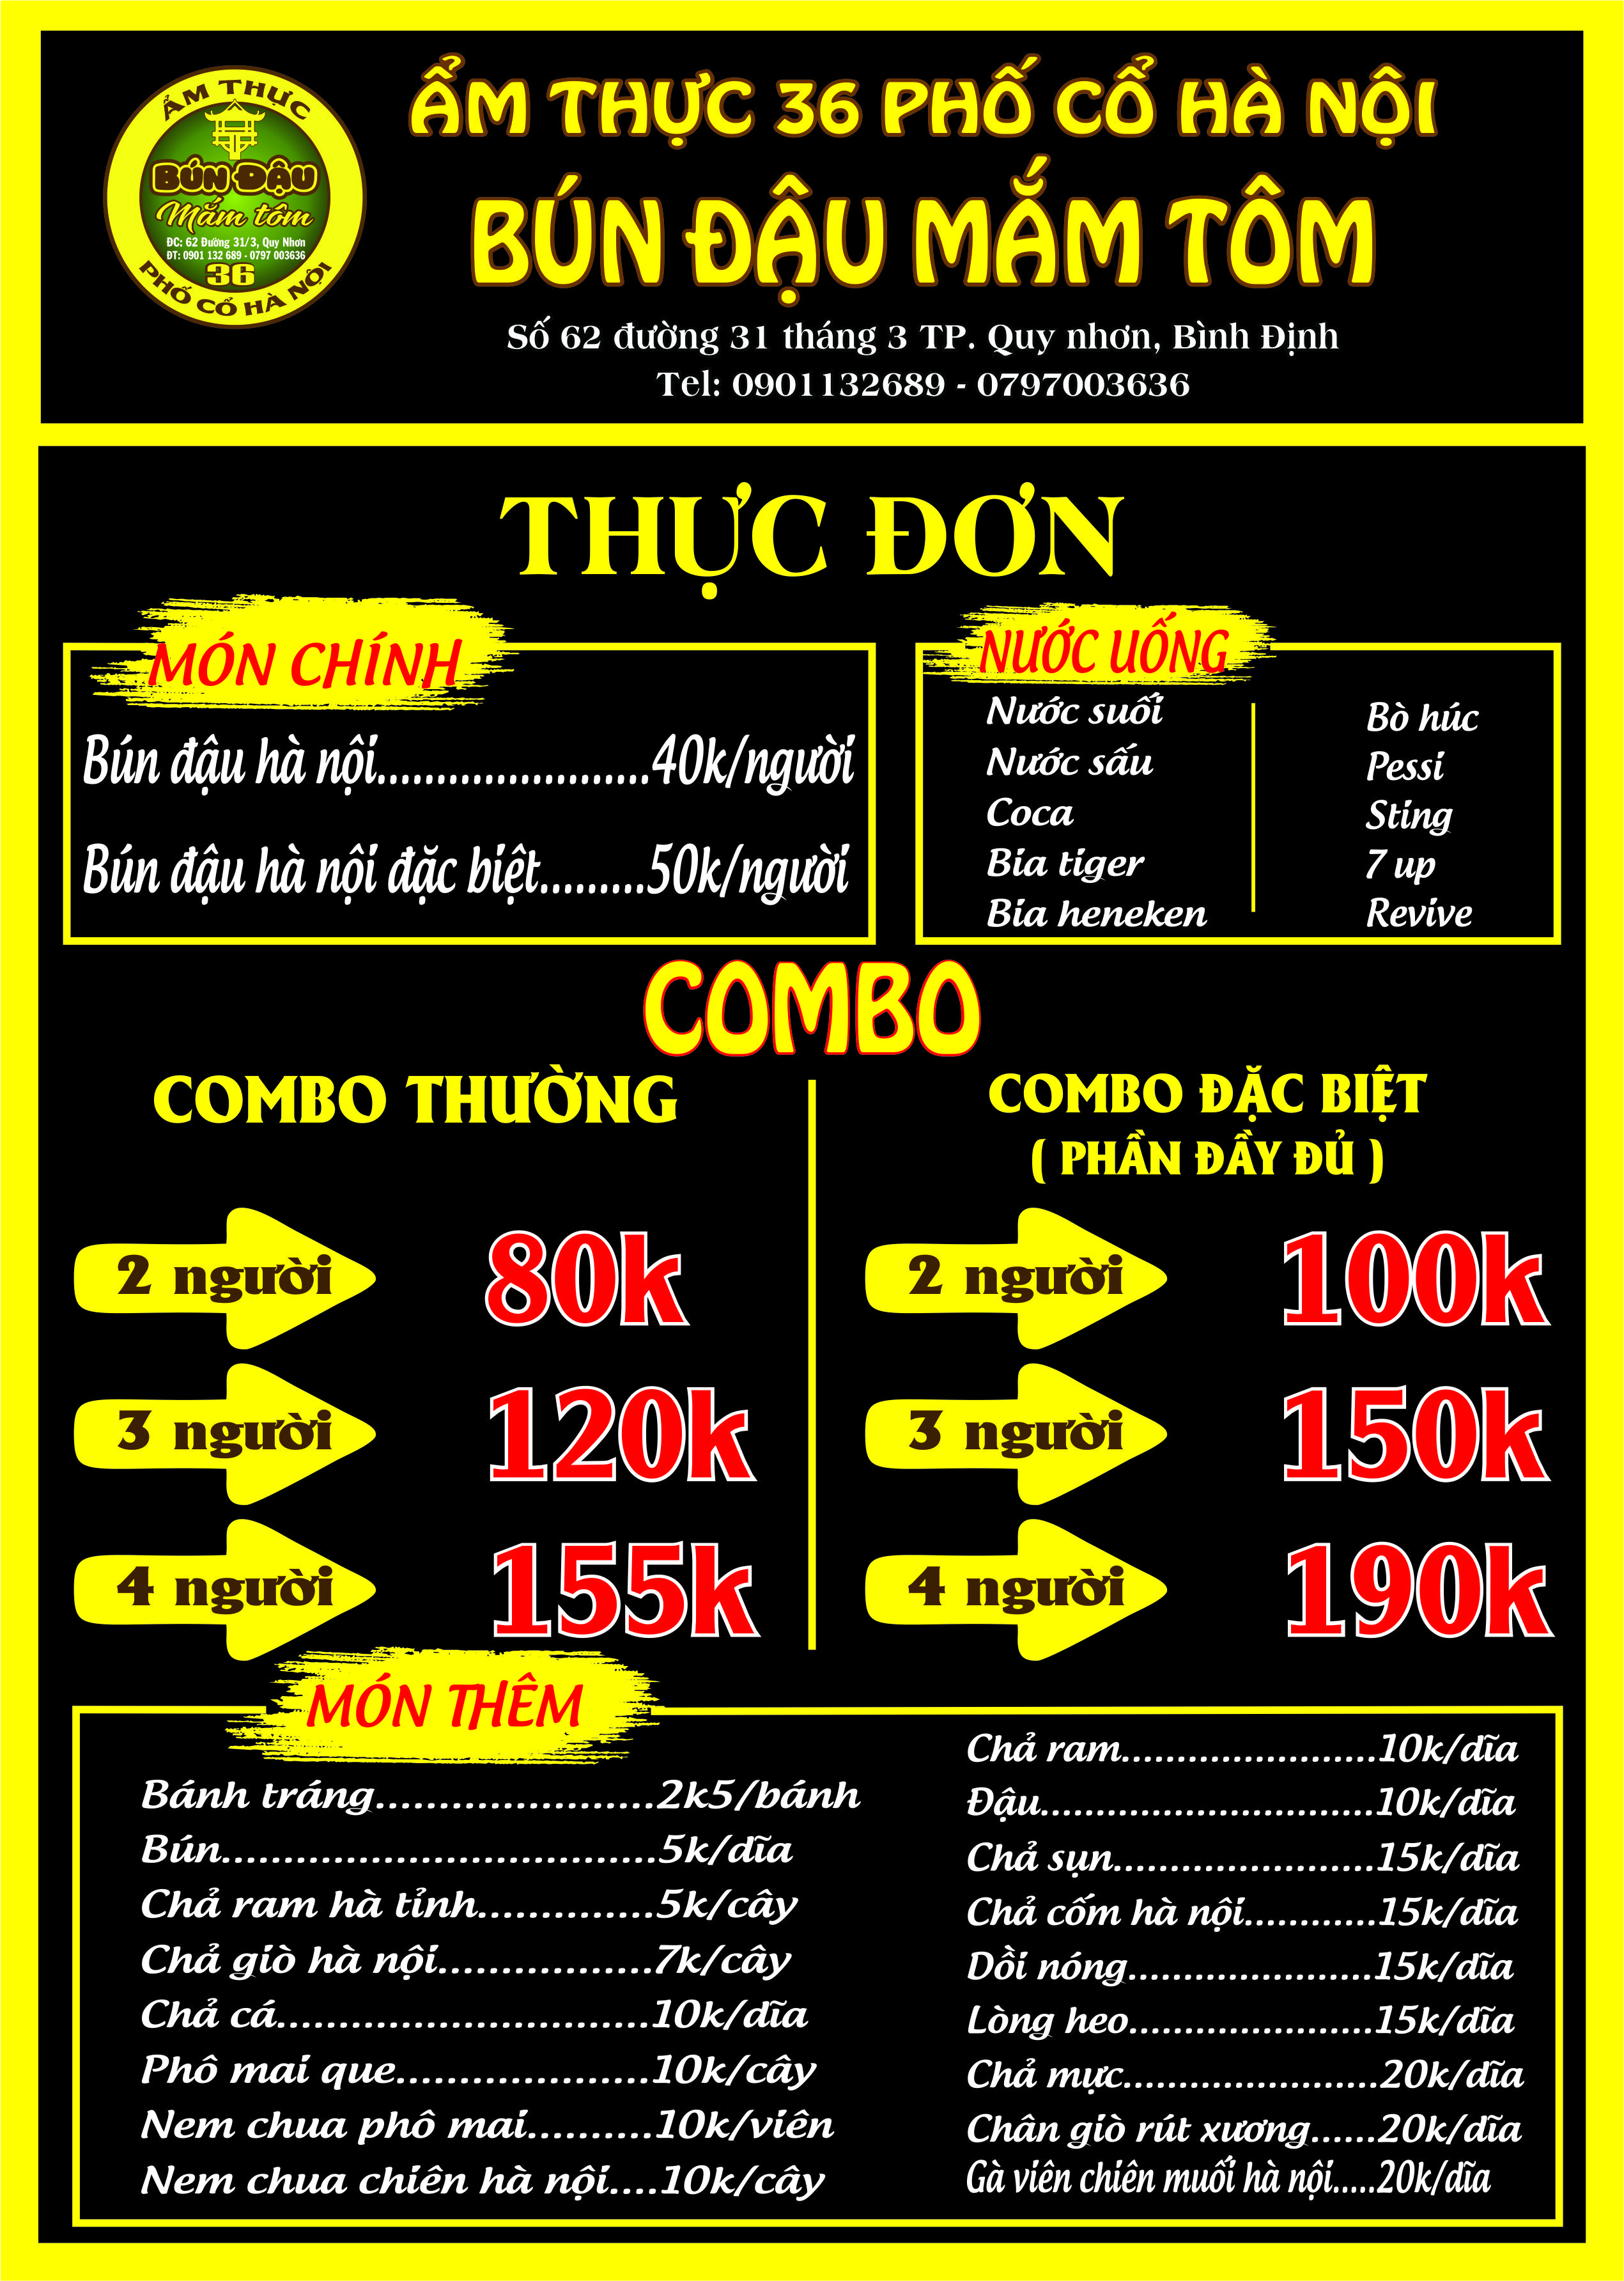 ẨM THỰC
BÚN ĐẬU
Mắm tôm
ĐC: 62 Đường 31/3, Quy Nhơn
ĐT: 0901 132 689 - 0797 003636
36
PHỐ CỔ HÀ NỘI
ẨM THỰC 36 PHỐ CỔ HÀ NỘI
BÚN ĐẬU MẮM TÔM
Số 62 đường 31 tháng 3 TP. Quy nhơn, Bình Định
Tel: 0901132689 - 0797003636
THỰC ĐƠN
MÓN CHÍNH
Bún đậu hà nội.......................40k/người
Bún đậu hà nội đặc biệt.........50k/người
NƯỚC UỐNG
Nước suối
Nước sấu
Coca
Bia tiger
Bia heneken
Bò húc
Pessi
Sting
7 up
Revive
COMBO
COMBO THƯỜNG
2 người 80k
3 người 120k
4 người 155k
COMBO ĐẶC BIỆT
( PHẦN ĐẦY ĐỦ )
2 người 100k
3 người 150k
4 người 190k
MÓN THÊM
Bánh tráng......................2k5/bánh
Bún...................................5k/dĩa
Chả ram hà tỉnh..............5k/cây
Chả giò hà nội.................7k/cây
Chả cá..............................10k/dĩa
Phô mai que....................10k/cây
Nem chua phô mai..........10k/viên
Nem chua chiên hà nội....10k/cây
Chả ram.......................10k/dĩa
Đậu..............................10k/dĩa
Chả sụn........................15k/dĩa
Chả cốm hà nội............15k/dĩa
Dồi nóng......................15k/dĩa
Lòng heo......................15k/dĩa
Chả mực.......................20k/dĩa
Chân giò rút xương......20k/dĩa
Gà viên chiên muối hà nội.....20k/dĩa